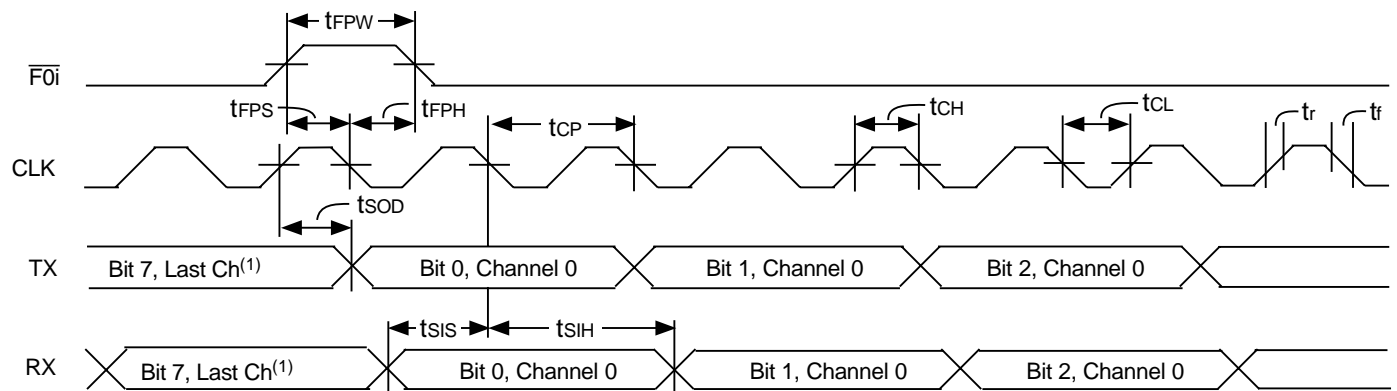 tFPW
F0i
tFPS tFPH tCP tCH tCL tr tf
CLK
tSOD
TX Bit 7, Last Ch(1) Bit 0, Channel 0 Bit 1, Channel 0 Bit 2, Channel 0
tSIS tSIH
RX Bit 7, Last Ch(1) Bit 0, Channel 0 Bit 1, Channel 0 Bit 2, Channel 0